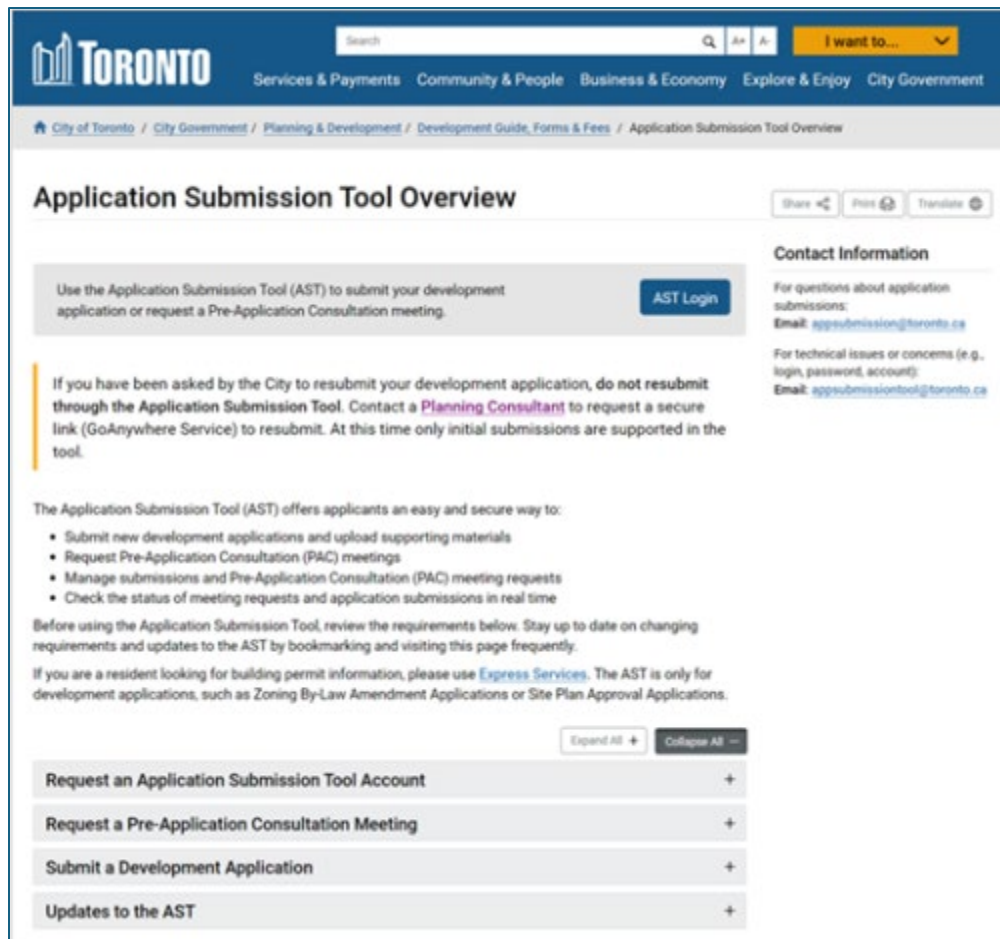 TORONTO
Search
A+ A-
I want to...
Services & Payments Community & People Business & Economy Explore & Enjoy City Government
City of Toronto / City Government / Planning & Development / Development Guide, Forms & Fees / Application Submission Tool Overview
Application Submission Tool Overview
Share Print Translate
Use the Application Submission Tool (AST) to submit your development
application or request a Pre-Application Consultation meeting.
AST Login
If you have been asked by the City to resubmit your development application, do not resubmit
through the Application Submission Tool. Contact a Planning Consultant to request a secure
link (GoAnywhere Service) to resubmit. At this time only initial submissions are supported in the
tool.
The Application Submission Tool (AST) offers applicants an easy and secure way to:
• Submit new development applications and upload supporting materials
• Request Pre-Application Consultation (PAC) meetings
• Manage submissions and Pre-Application Consultation (PAC) meeting requests
• Check the status of meeting requests and application submissions in real time
Before using the Application Submission Tool, review the requirements below. Stay up to date on changing
requirements and updates to the AST by bookmarking and visiting this page frequently.
If you are a resident looking for building permit information, please use Express Services. The AST is only for
development applications, such as Zoning By-Law Amendment Applications or Site Plan Approval Applications.
Expand All + Collapse All −
Request an Application Submission Tool Account +
Request a Pre-Application Consultation Meeting +
Submit a Development Application +
Updates to the AST +
Contact Information
For questions about application
submissions:
Email: appsubmission@toronto.ca
For technical issues or concerns (e.g.,
login, password, account):
Email: appsubmissiontool@toronto.ca